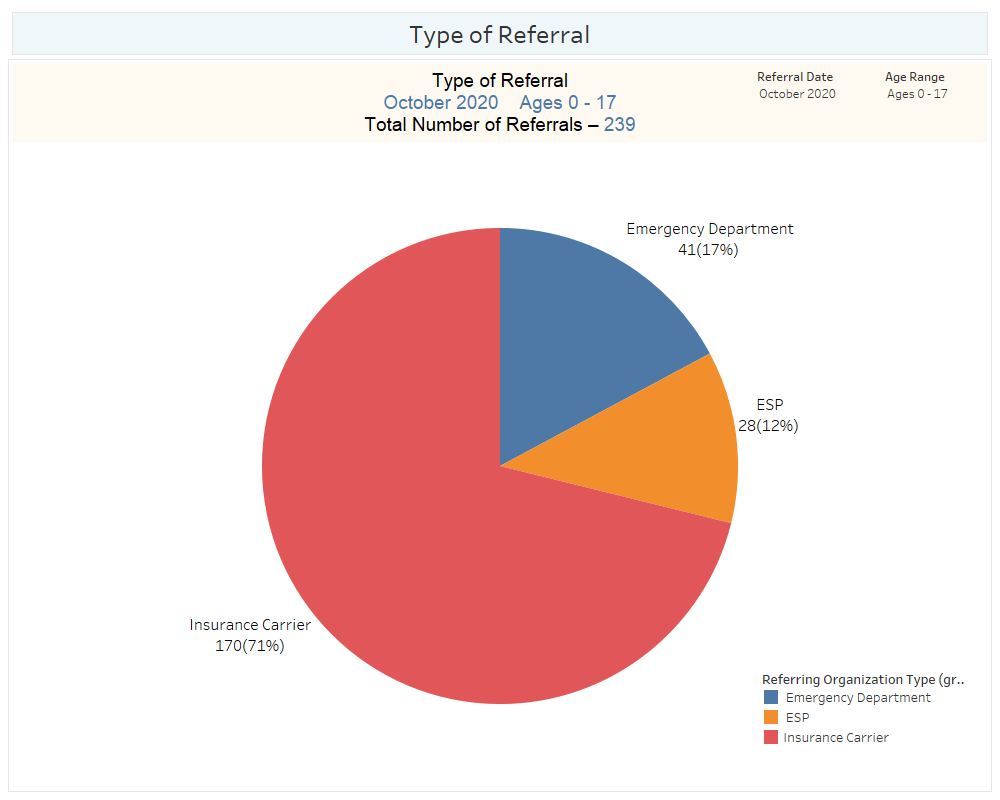 Type of Referral
Type of Referral
October 2020 Ages 0 - 17
Total Number of Referrals – 239
Referral Date
October 2020
Age Range
Ages 0 - 17
Emergency Department
41(17%)
ESP
28(12%)
Insurance Carrier
170(71%)
Referring Organization Type (gr..
Emergency Department
ESP
Insurance Carrier